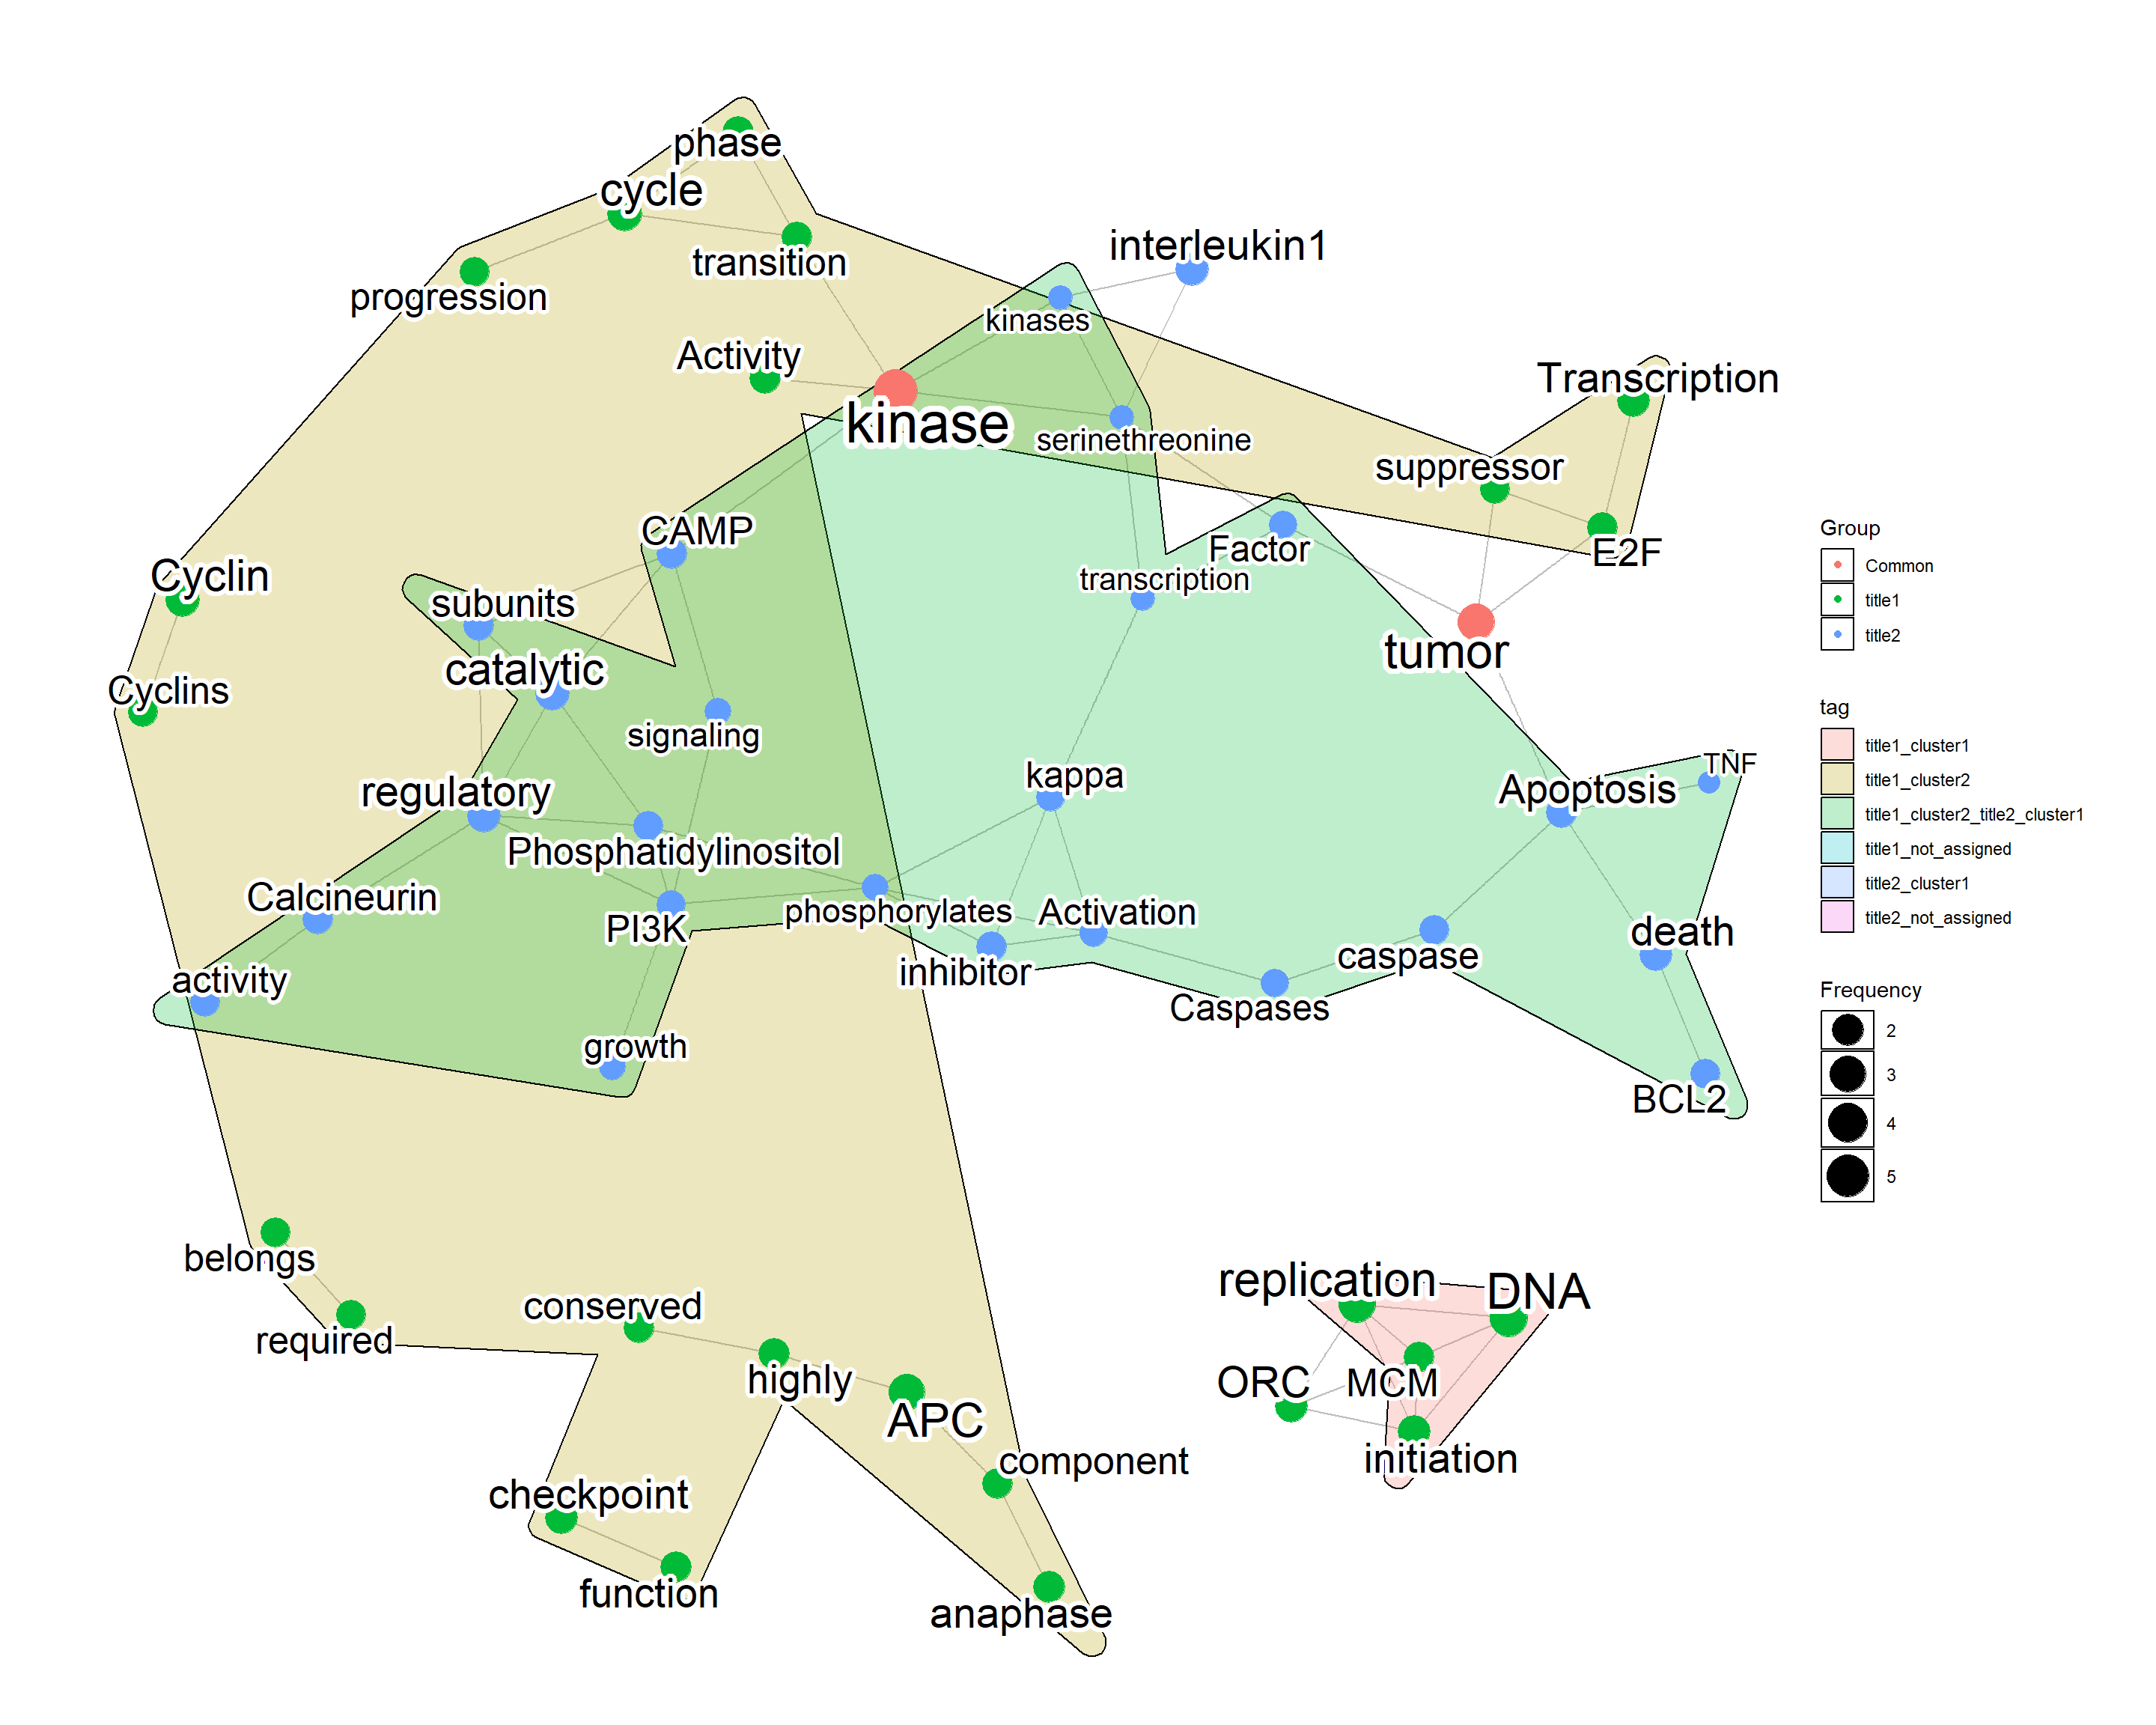 phase
cycle
transition
progression
interleukin1
kinases
Activity
kinase
serinethreonine
Transcription
suppressor
E2F
CAMP
Factor
transcription
Cyclin
subunits
tumor
catalytic
Cyclins
signaling
kappa
TNF
Apoptosis
regulatory
Phosphatidylinositol
Calcineurin
PI3K
phosphorylates
Activation
death
caspase
inhibitor
activity
Caspases
growth
BCL2
belongs
required
conserved
highly
APC
component
checkpoint
function
anaphase
replication
DNA
ORC
MCM
initiation
Group
Common
title1
title2
tag
title1_cluster1
title1_cluster2
title1_cluster2_title2_cluster1
title1_not_assigned
title2_cluster1
title2_not_assigned
Frequency
2
3
4
5